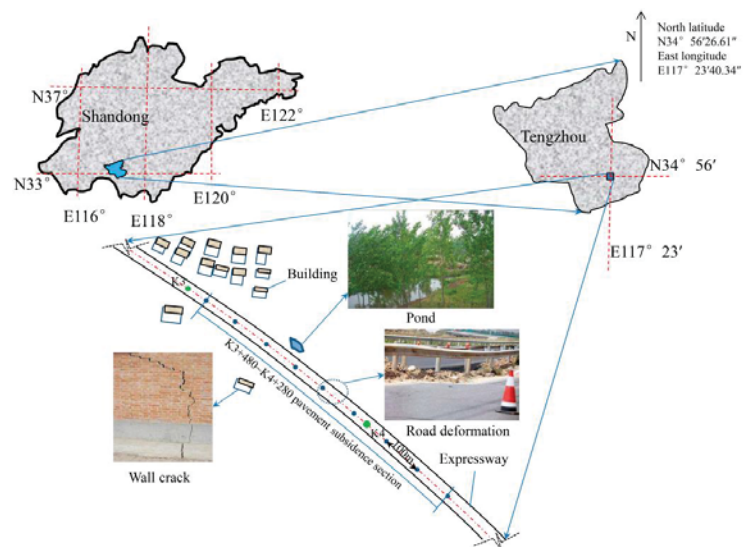 N
North latitude
N34° 56′26.61″
East longitude
E117° 23′40.34″
N37°
Shandong
E122°
Tengzhou
N33°
E120°
E116°
E118°
N34° 56′
E117° 23′
Building
K3
Pond
K3+480~K4+280 pavement subsidence section
Road deformation
K4
100m
Expressway
Wall crack